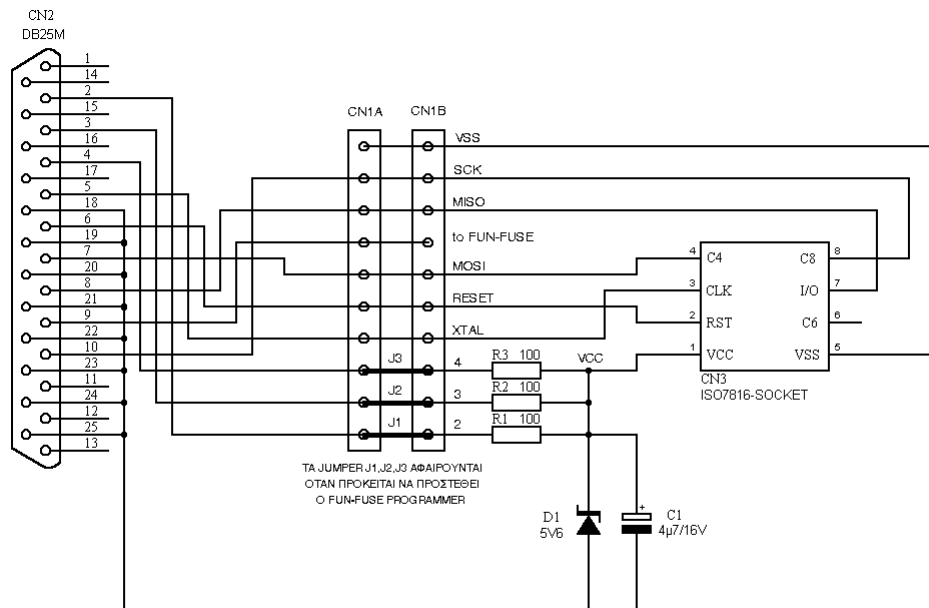 CN2
DB25M
1
14
2
15
3
16
4
17
5
18
6
19
7
20
8
21
9
22
10
23
11
24
12
25
13
CN1A CN1B
VSS
SCK
MISO
to FUN-FUSE
MOSI
RESET
XTAL
J3 4 R3 100 VCC
J2 3 R2 100
J1 2 R1 100
4 C4 C8 8
3 CLK I/O 7
2 RST C6 6
1 VCC VSS 5
CN3
ISO7816-SOCKET
ΤΑ JUMPER J1,J2,J3 ΑΦΑΙΡΟΥΝΤΑΙ
ΟΤΑΝ ΠΡΟΚΕΙΤΑΙ ΝΑ ΠΡΟΣΤΕΘΕΙ
Ο FUN-FUSE PROGRAMMER
D1
5V6
+
C1
4μ7/16V